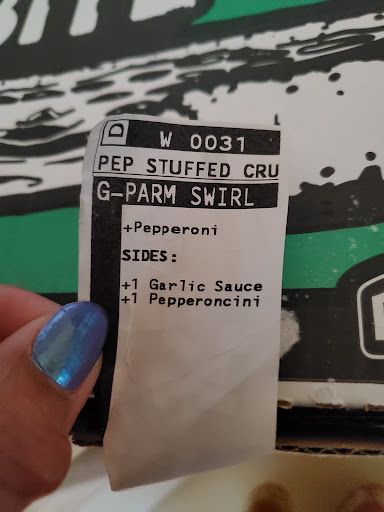 D W 0031
PEP STUFFED CRU
G-PARM SWIRL
+Pepperoni
SIDES:
+1 Garlic Sauce
+1 Pepperoncini